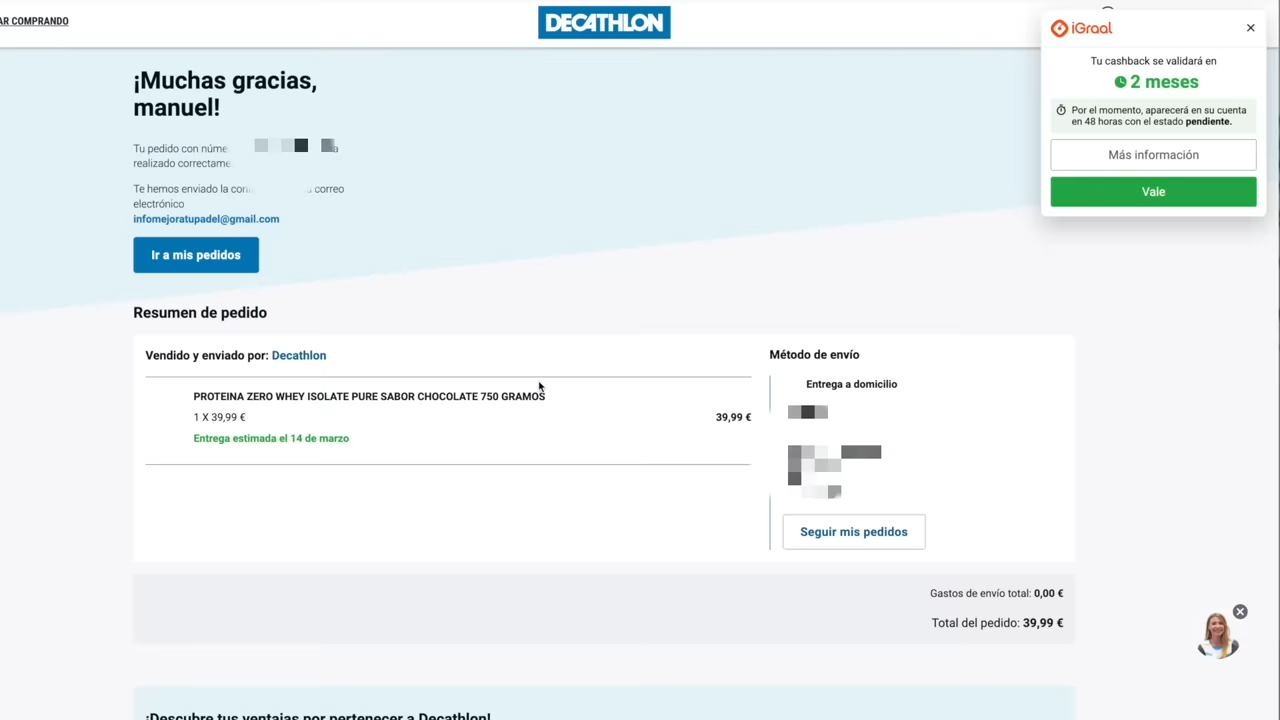 AR COMPRANDO
DECATHLON
iGraal
Tu cashback se validará en
2 meses
Por el momento, aparecerá en su cuenta
en 48 horas con el estado pendiente.
Más información
Vale
¡Muchas gracias,
manuel!
Tu pedido con núme
realizado correctame
Te hemos enviado la con correo
electrónico
infomejoratupadel@gmail.com
Ir a mis pedidos
Resumen de pedido
Vendido y enviado por: Decathlon
PROTEINA ZERO WHEY ISOLATE PURE SABOR CHOCOLATE 750 GRAMOS
1 X 39,99 € 39,99 €
Entrega estimada el 14 de marzo
Método de envío
Entrega a domicilio
Seguir mis pedidos
Gastos de envío total: 0,00 €
Total del pedido: 39,99 €
¡Descubre tus ventajas por pertenecer a Decathlon!